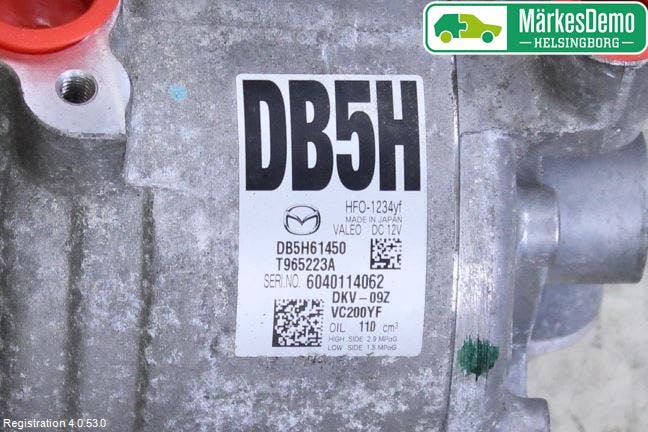 MärkesDemo
HELSINGBORG
DB5H
HFO-1234yf
MADE IN JAPAN
VALEO DC 12V
DB5H61450
T965223A
SERI.NO. 6040114062
DKV-09Z
VC200YF
OIL 110 cm³
HIGH SIDE 2.9 MPaG
LOW SIDE 1.5 MPaG
Registration 4.0.53.0